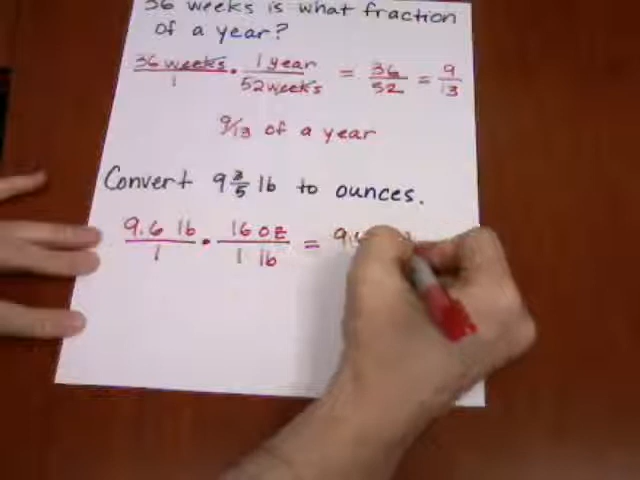 36 weeks is what fraction
of a year?
36 weeks/1 · 1 year/52 weeks = 36/52 = 9/13
9/13 of a year
Convert 9 3/5 lb to ounces.
9.6 lb/1 · 16 oz/1 lb =